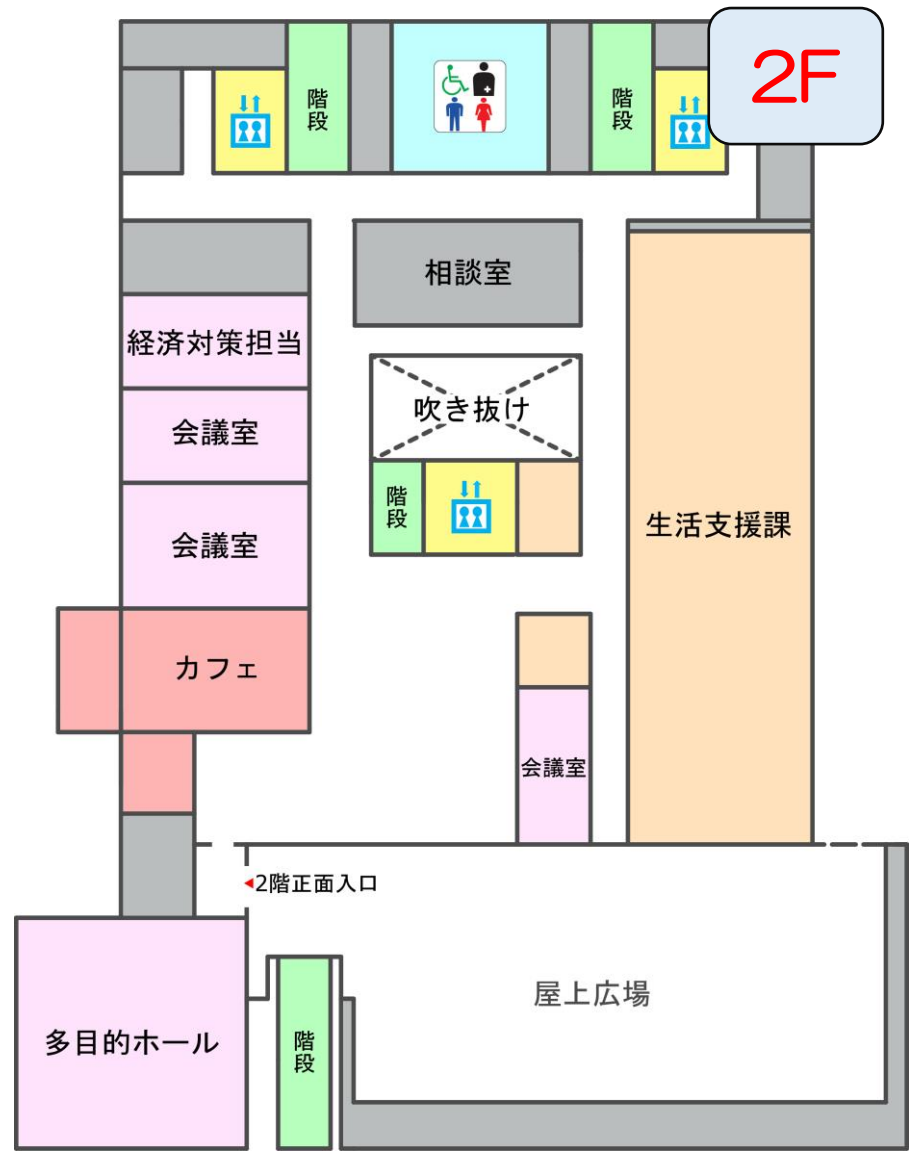 2F
階段
階段
相談室
経済対策担当
吹き抜け
会議室
階段
生活支援課
会議室
カフェ
会議室
2階正面入口
屋上広場
多目的ホール
階段